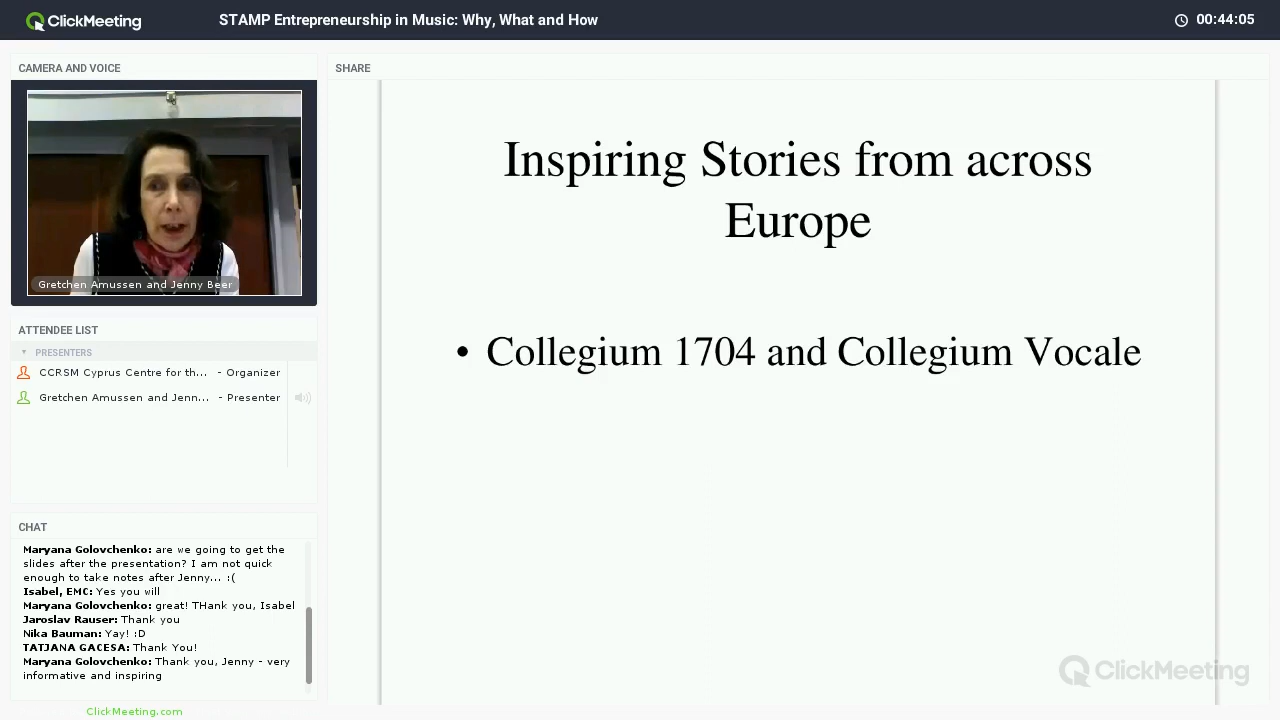 ClickMeeting
STAMP Entrepreneurship in Music: Why, What and How
00:44:05
CAMERA AND VOICE
Gretchen Amussen and Jenny Beer
ATTENDEE LIST
PRESENTERS
CCRSM Cyprus Centre for th... - Organizer
Gretchen Amussen and Jenn... - Presenter
CHAT
Maryana Golovchenko: are we going to get the
slides after the presentation? I am not quick
enough to take notes after Jenny... :(
Isabel, EMC: Yes you will
Maryana Golovchenko: great! THank you, Isabel
Jaroslav Rauser: Thank you
Nika Bauman: Yay! :D
TATJANA GACESA: Thank You!
Maryana Golovchenko: Thank you, Jenny - very
informative and inspiring
ClickMeeting.com
SHARE
Inspiring Stories from across
Europe
• Collegium 1704 and Collegium Vocale
ClickMeeting